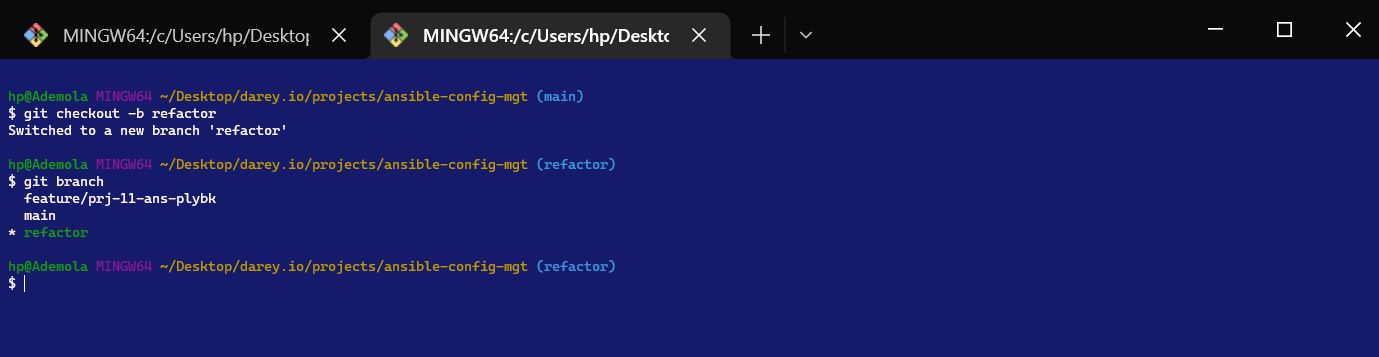 MINGW64:/c/Users/hp/Desktop
MINGW64:/c/Users/hp/Deskto
hp@Ademola MINGW64 ~/Desktop/darey.io/projects/ansible-config-mgt (main)
$ git checkout -b refactor
Switched to a new branch 'refactor'
hp@Ademola MINGW64 ~/Desktop/darey.io/projects/ansible-config-mgt (refactor)
$ git branch
  feature/prj-11-ans-plybk
  main
* refactor
hp@Ademola MINGW64 ~/Desktop/darey.io/projects/ansible-config-mgt (refactor)
$